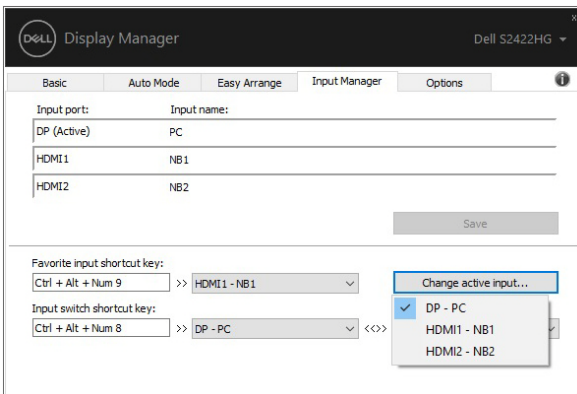 x
DELL Display Manager Dell S2422HG
Basic Auto Mode Easy Arrange Input Manager Options i
Input port: Input name:
DP (Active) PC
HDMI1 NB1
HDMI2 NB2
Save
Favorite input shortcut key:
Ctrl + Alt + Num 9 >> HDMI1 - NB1 Change active input...
Input switch shortcut key:
Ctrl + Alt + Num 8 >> DP - PC <<>>
DP - PC
HDMI1 - NB1
HDMI2 - NB2